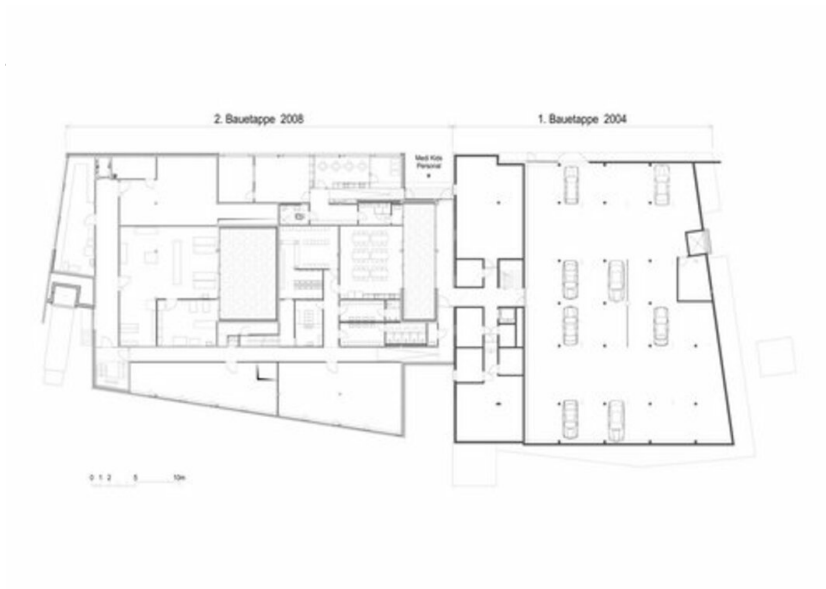 2. Bauetappe 2008
1. Bauetappe 2004
Medi Kids
Personal
0 1 2 5 10m